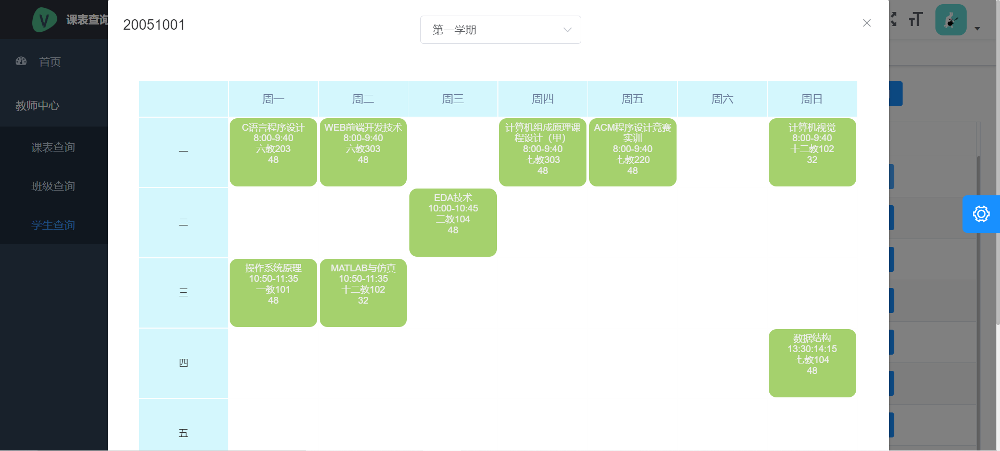 课表查询
首页
教师中心
课表查询
班级查询
学生查询
20051001
第一学期
周一
周二
周三
周四
周五
周六
周日
一
C语言程序设计
8:00-9:40
六教203
48
WEB前端开发技术
8:00-9:40
六教303
48
计算机组成原理课
程设计（甲）
8:00-9:40
七教303
48
ACM程序设计竞赛
实训
8:00-9:40
七教220
48
计算机视觉
8:00-9:40
十二教102
32
二
EDA技术
10:00-10:45
三教104
48
三
操作系统原理
10:50-11:35
一教101
48
MATLAB与仿真
10:50-11:35
十二教102
32
四
数据结构
13:30:14:15
七教104
48
五